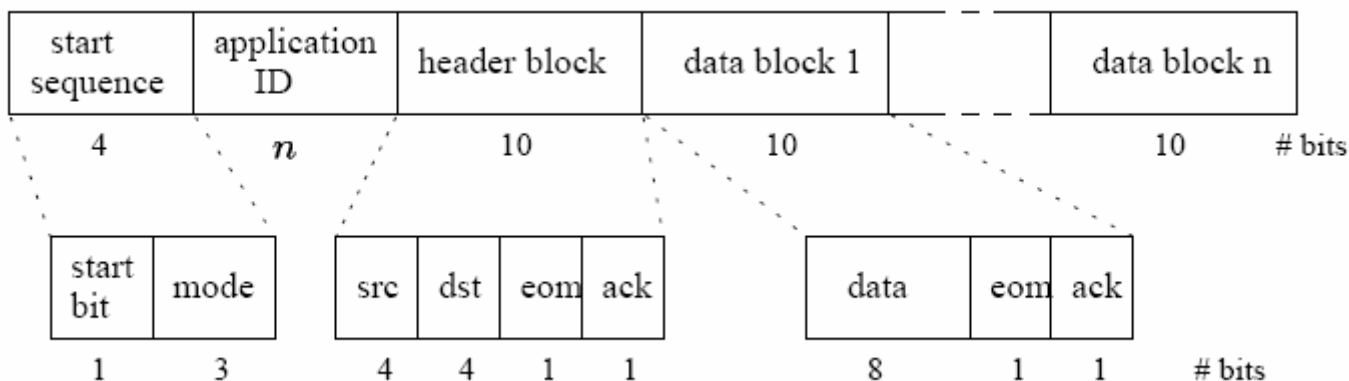 start sequence
application ID
header block
data block 1
data block n
4
n
10
10
10
# bits
start bit
mode
src
dst
eom
ack
data
eom
ack
1
3
4
4
1
1
8
1
1
# bits